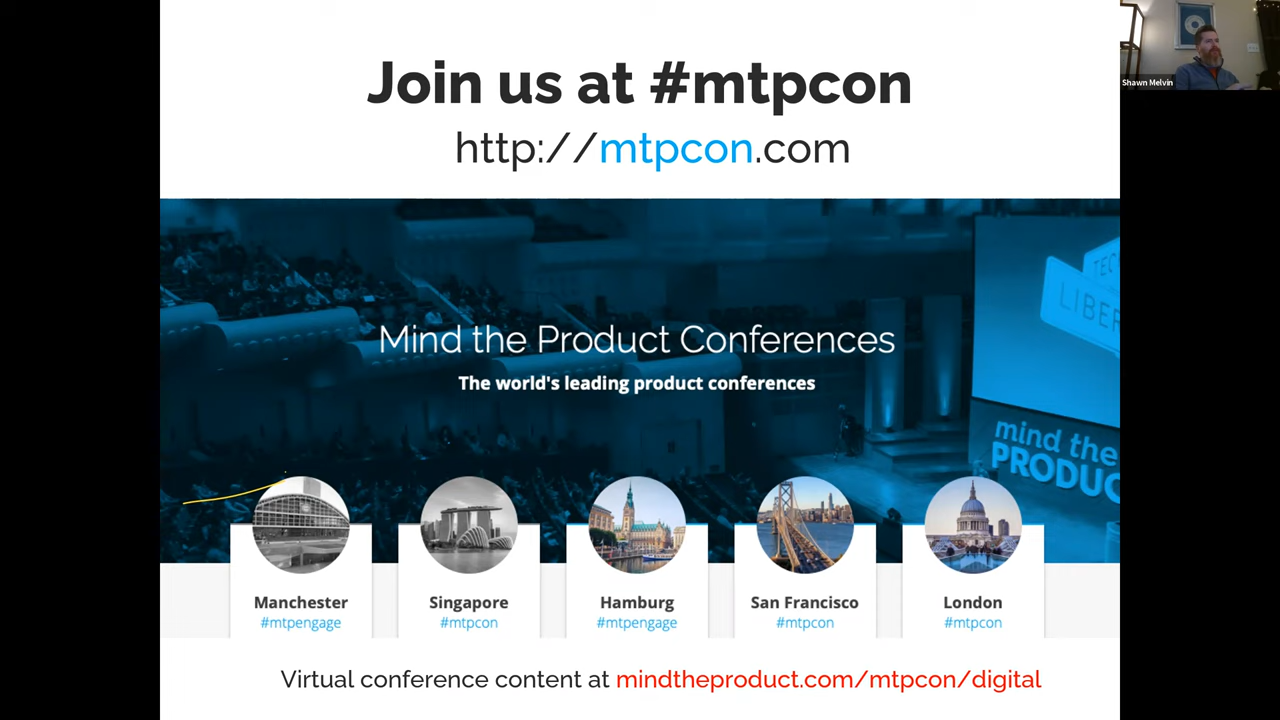 Join us at #mtpcon
http://mtpcon.com
Shawn Melvin
Mind the Product Conferences
The world's leading product conferences
LIBER
mind the
PRODUC
Manchester
#mtpengage
Singapore
#mtpcon
Hamburg
#mtpengage
San Francisco
#mtpcon
London
#mtpcon
Virtual conference content at mindtheproduct.com/mtpcon/digital